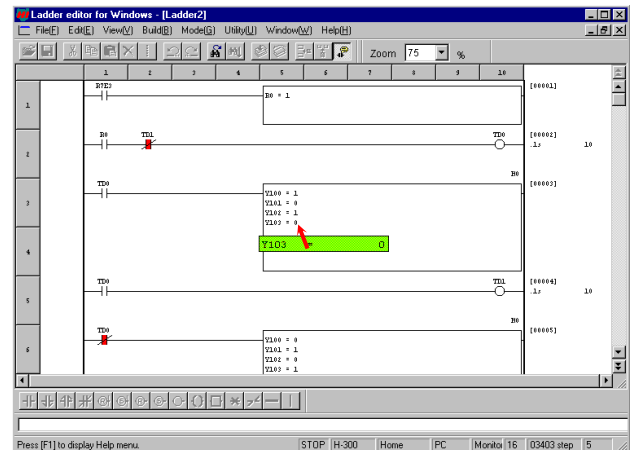 Ladder editor for Windows - [Ladder2]
File(F) Edit(E) View(V) Build(B) Mode(G) Utility(U) Window(W) Help(H)
Zoom 75 %
1 2 3 4 5 6 7 8 9 10
1
R7E3
R0 = 1
[00001]
2
R0 TD1 TD0 [00002]
.1s 10
H0
3
TD0 [00003]
Y100 = 1
Y101 = 0
Y102 = 1
Y103 = 0
4
Y103 = 0
5
TD0 TD1 [00004]
.1s 10
H0
6
TD0 [00005]
Y100 = 0
Y101 = 1
Y102 = 0
Y103 = 1
Press [F1] to display Help menu. STOP H-300 Home PC Monitor 16 03403 step 5